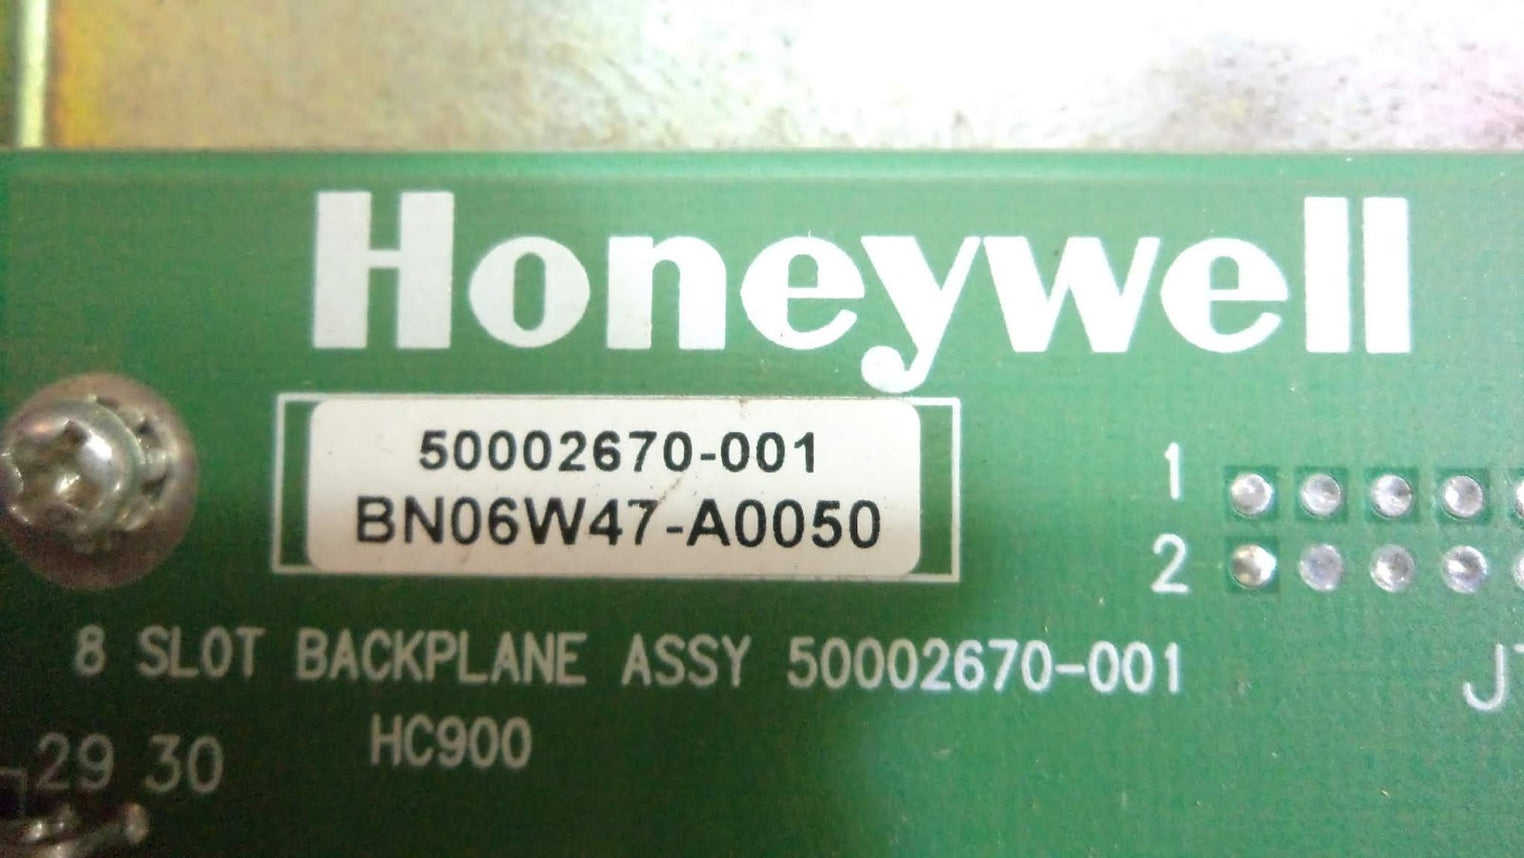 Honeywell
50002670-001
BN06W47-A0050
1
2
8 SLOT BACKPLANE ASSY 50002670-001
HC900
29 30